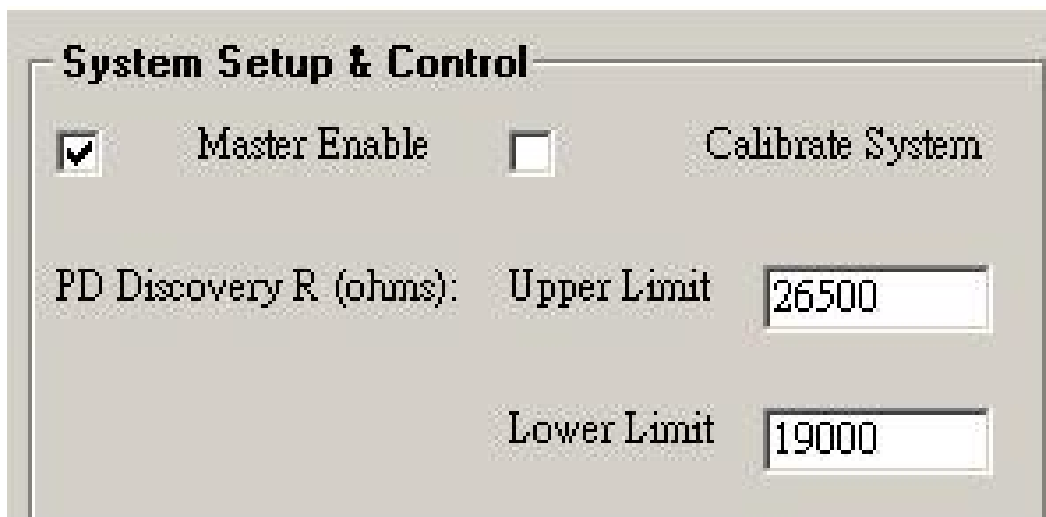 System Setup & Control
Master Enable Calibrate System
PD Discovery R (ohms): Upper Limit 26500
Lower Limit 19000